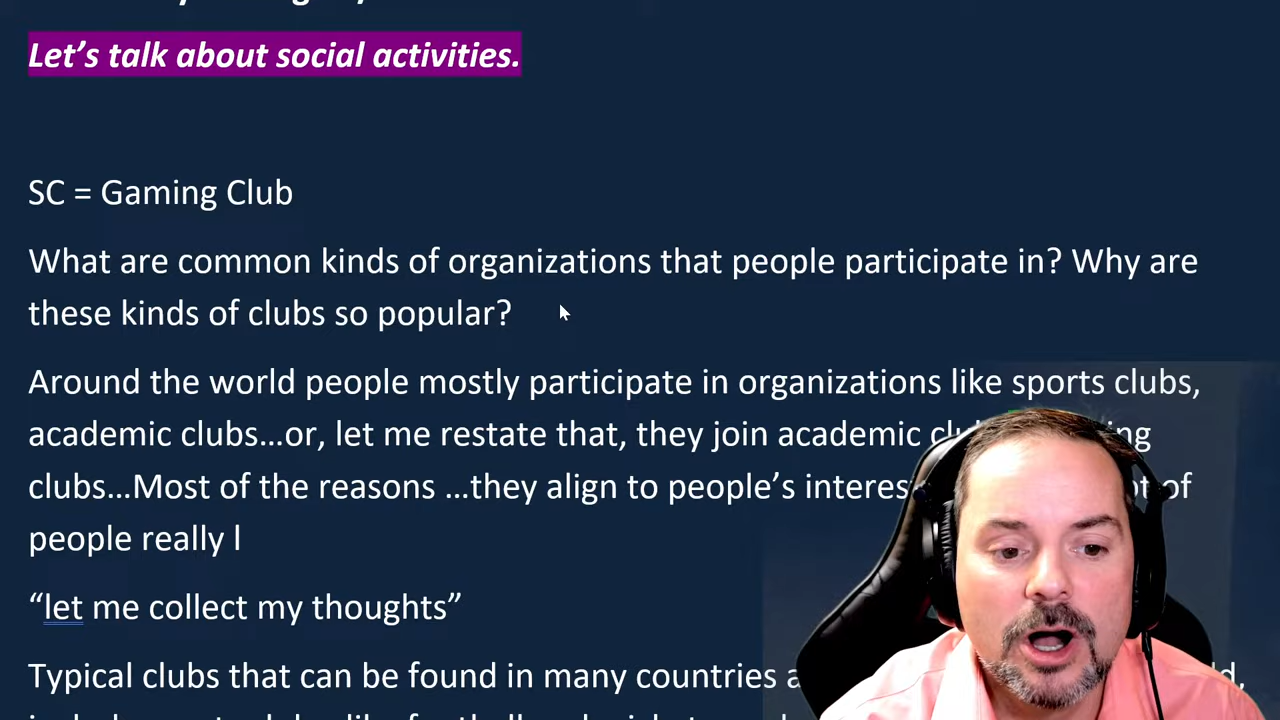 Let’s talk about social activities.
SC = Gaming Club
What are common kinds of organizations that people participate in? Why are
these kinds of clubs so popular?
Around the world people mostly participate in organizations like sports clubs,
academic clubs…or, let me restate that, they join academic
clubs…Most of the reasons …they align to people’s of
people really l
“let me collect my thoughts”
Typical clubs that can be found in many countries